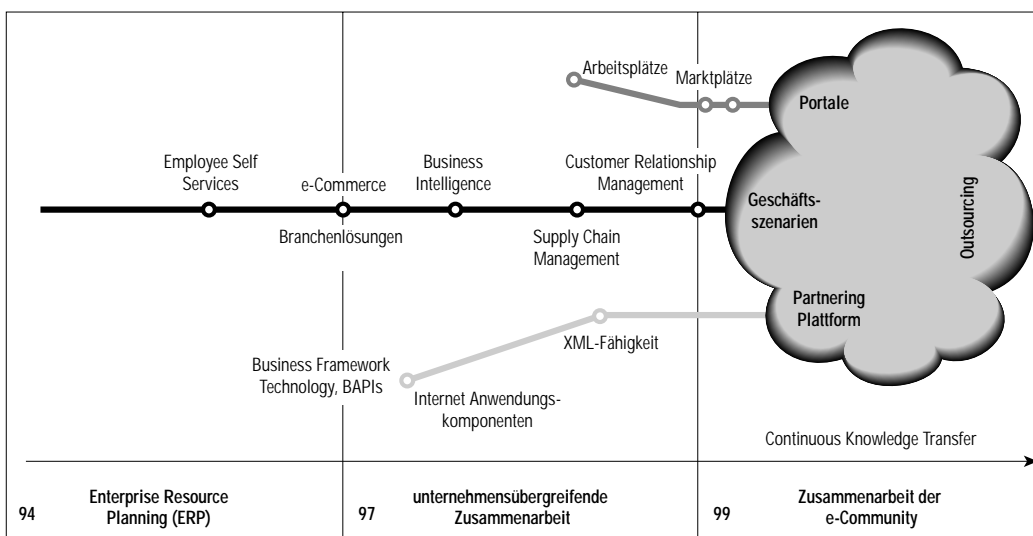 Arbeitsplätze
Marktplätze
Portale
Employee Self
Services
e-Commerce
Business
Intelligence
Customer Relationship
Management
Geschäfts-
szenarien
Outsourcing
Branchenlösungen
Supply Chain
Management
Partnering
Plattform
XML-Fähigkeit
Business Framework
Technology, BAPIs
Internet Anwendungs-
komponenten
Continuous Knowledge Transfer
94
Enterprise Resource
Planning (ERP)
97
unternehmensübergreifende
Zusammenarbeit
99
Zusammenarbeit der
e-Community